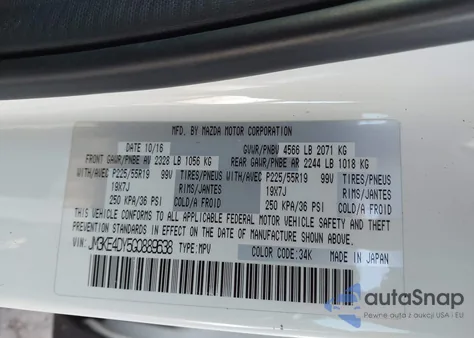 MFD. BY MAZDA MOTOR CORPORATION
DATE 10/16 GVWR/PNBV 4566 LB 2071 KG
FRONT GAWR/PNBE AV 2328 LB 1056 KG REAR GAWR/PNBE AR 2244 LB 1018 KG
WITH/AVEC P225/55R19 99V TIRES/PNEUS WITH/AVEC P225/55R19 99V TIRES/PNEUS
19X7J RIMS/JANTES 19X7J RIMS/JANTES
250 KPA/36 PSI COLD/A FROID 250 KPA/36 PSI COLD/A FROID
THIS VEHICLE CONFORMS TO ALL APPLICABLE FEDERAL MOTOR VEHICLE SAFETY AND THEFT
PREVENTION STANDARDS IN EFFECT ON THE DATE OF MANUFACTURE SHOWN ABOVE.
JM3KE4DY5G0889638 TYPE:MPV COLOR CODE:34K MADE IN JAPAN
autoSnap
Pewne auto z aukcji USA i EU